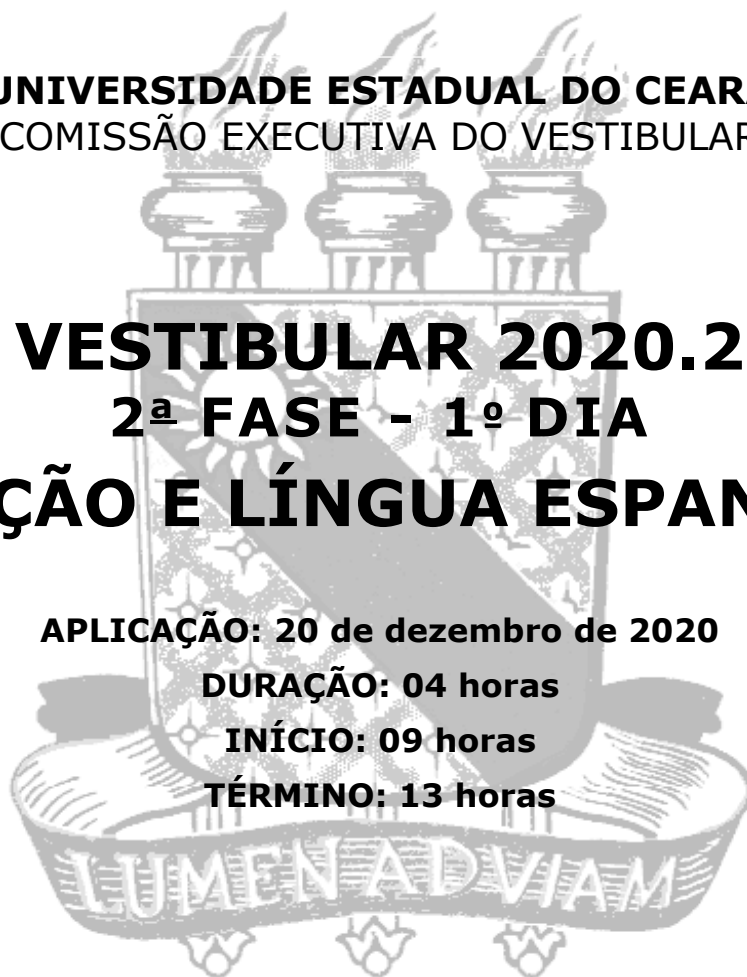 UNIVERSIDADE ESTADUAL DO CEAR
COMISSÃO EXECUTIVA DO VESTIBULAR
VESTIBULAR 2020.2
2ª FASE - 1º DIA
ÇÃO E LÍNGUA ESPAN
APLICAÇÃO: 20 de dezembro de 2020
DURAÇÃO: 04 horas
INÍCIO: 09 horas
TÉRMINO: 13 horas
LUMEN AD VIAM